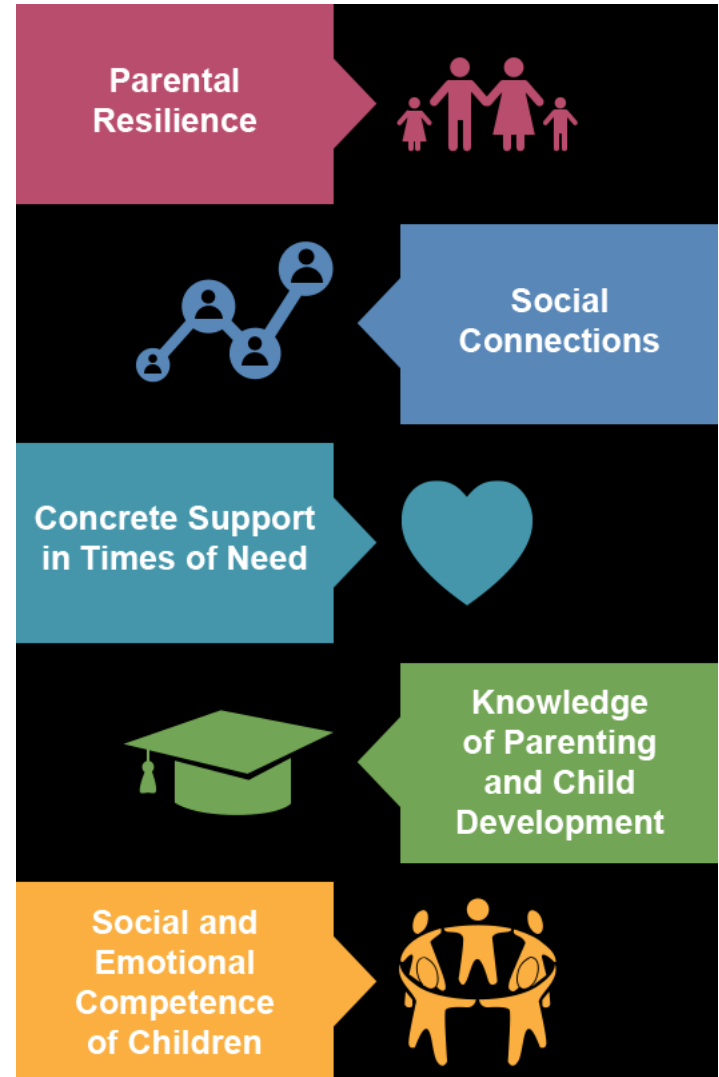 Parental
Resilience
Social
Connections
Concrete Support
in Times of Need
Knowledge
of Parenting
and Child
Development
Social and
Emotional
Competence
of Children